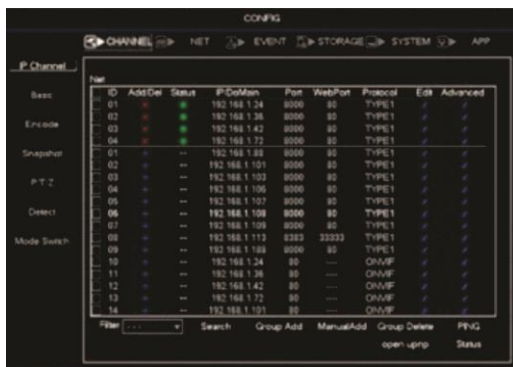 CONFIG
CHANNEL NET EVENT STORAGE SYSTEM APP
IP Channel
Basic
Encode
Snapshot
P.T.Z
Detect
Mode Switch
Net
ID Add/Del Status IP/DoMain Port WebPort Protocol Edit Advanced
01 192.168.1.24 8000 80 TYPE1
02 192.168.1.36 8000 80 TYPE1
03 192.168.1.42 8000 80 TYPE1
04 192.168.1.72 8000 80 TYPE1
01 -- 192.168.1.88 8000 80 TYPE1
02 -- 192.168.1.101 8000 80 TYPE1
03 -- 192.168.1.103 8000 80 TYPE1
04 -- 192.168.1.106 8000 80 TYPE1
05 -- 192.168.1.107 8000 80 TYPE1
06 -- 192.168.1.108 8000 80 TYPE1
07 -- 192.168.1.109 8000 80 TYPE1
08 -- 192.168.1.113 8383 33333 TYPE1
09 -- 192.168.1.188 8000 80 TYPE1
10 -- 192.168.1.24 80 ---- ONVIF
11 -- 192.168.1.36 80 ---- ONVIF
12 -- 192.168.1.42 80 ---- ONVIF
13 -- 192.168.1.72 80 ---- ONVIF
14 -- 192.168.1.101 80 ---- ONVIF
Filter --- Search Group Add ManualAdd Group Delete PING
open upnp Status